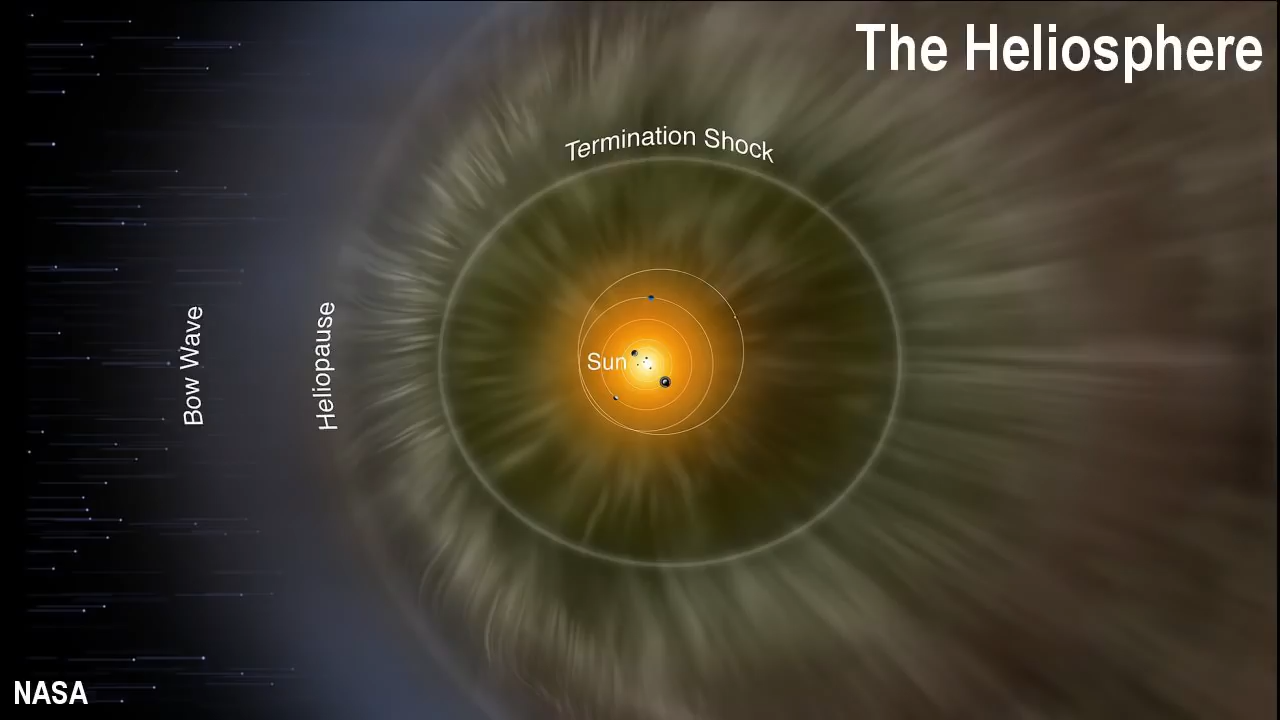 The Heliosphere
Termination Shock
Bow Wave
Heliopause
Sun
NASA